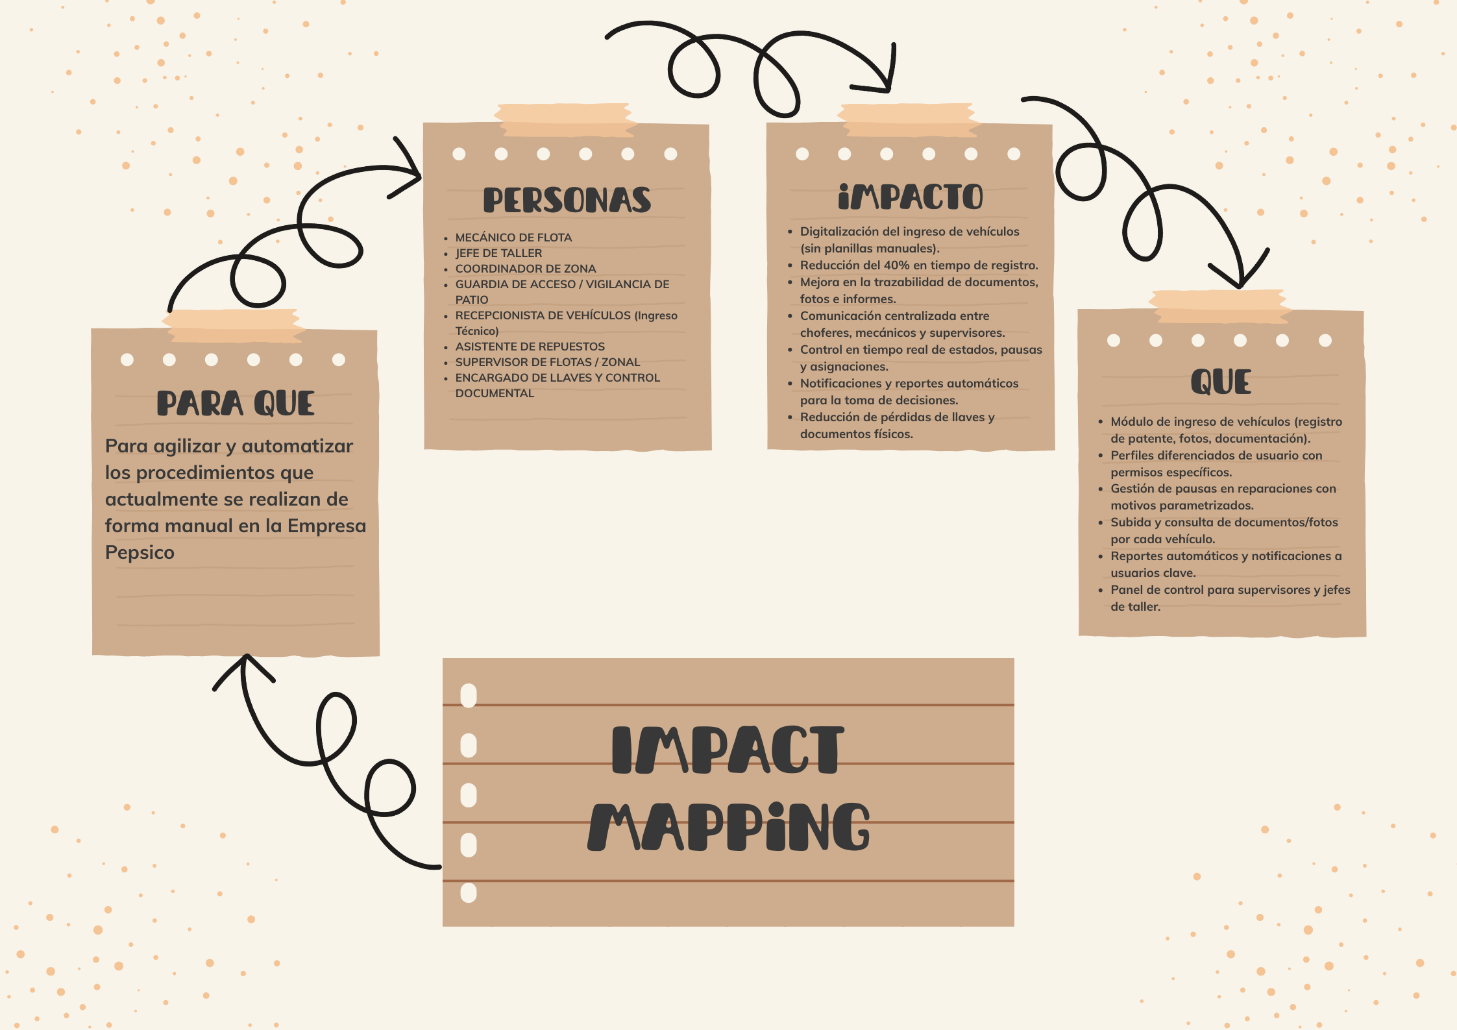 PARA QUE
Para agilizar y automatizar
los procedimientos que
actualmente se realizan de
forma manual en la Empresa
Pepsico
PERSONAS
• MECÁNICO DE FLOTA
• JEFE DE TALLER
• COORDINADOR DE ZONA
• GUARDIA DE ACCESO / VIGILANCIA DE
PATIO
• RECEPCIONISTA DE VEHÍCULOS (Ingreso
Técnico)
• ASISTENTE DE REPUESTOS
• SUPERVISOR DE FLOTAS / ZONAL
• ENCARGADO DE LLAVES Y CONTROL
DOCUMENTAL
iMPACTO
• Digitalización del ingreso de vehículos
(sin planillas manuales).
• Reducción del 40% en tiempo de registro.
• Mejora en la trazabilidad de documentos,
fotos e informes.
• Comunicación centralizada entre
choferes, mecánicos y supervisores.
• Control en tiempo real de estados, pausas
y asignaciones.
• Notificaciones y reportes automáticos
para la toma de decisiones.
• Reducción de pérdidas de llaves y
documentos físicos.
QUE
• Módulo de ingreso de vehículos (registro
de patente, fotos, documentación).
• Perfiles diferenciados de usuario con
permisos específicos.
• Gestión de pausas en reparaciones con
motivos parametrizados.
• Subida y consulta de documentos/fotos
por cada vehículo.
• Reportes automáticos y notificaciones a
usuarios clave.
• Panel de control para supervisores y jefes
de taller.
IMPACT
MAPPiNG